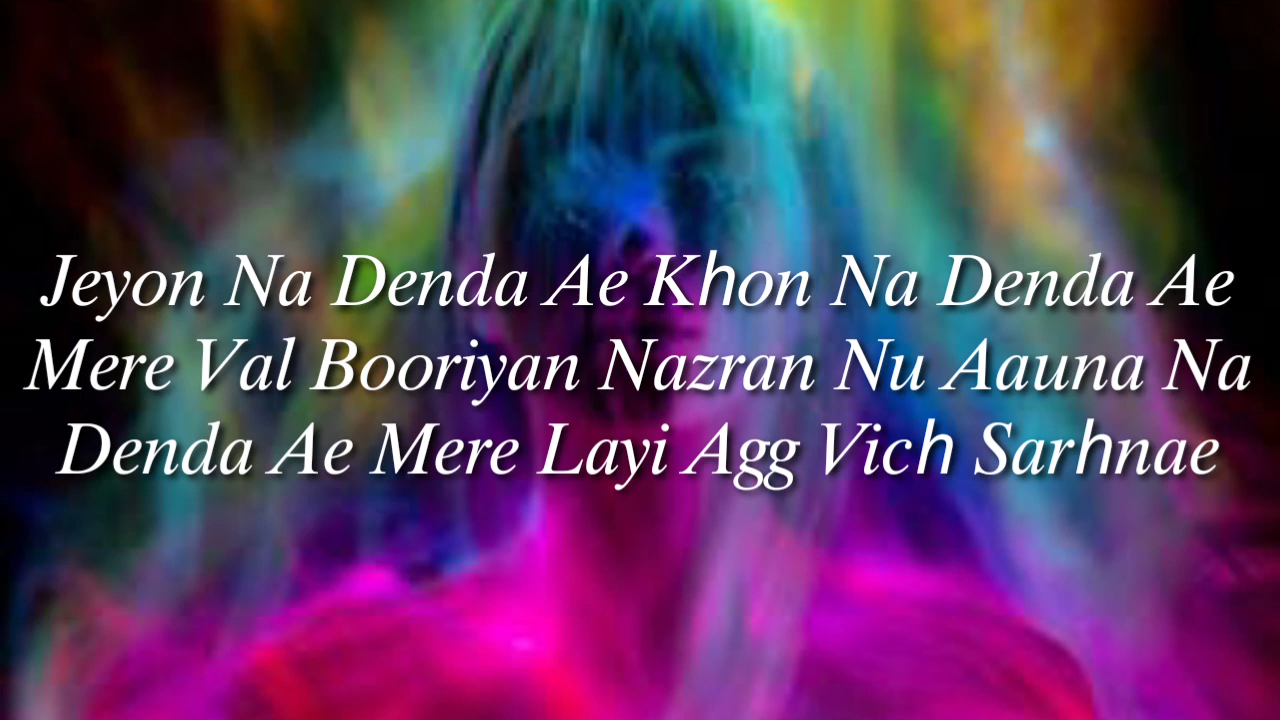 Jeyon Na Denda Ae Khon Na Denda Ae
Mere Val Booriyan Nazran Nu Aauna Na
Denda Ae Mere Layi Agg Vich Sarhnae